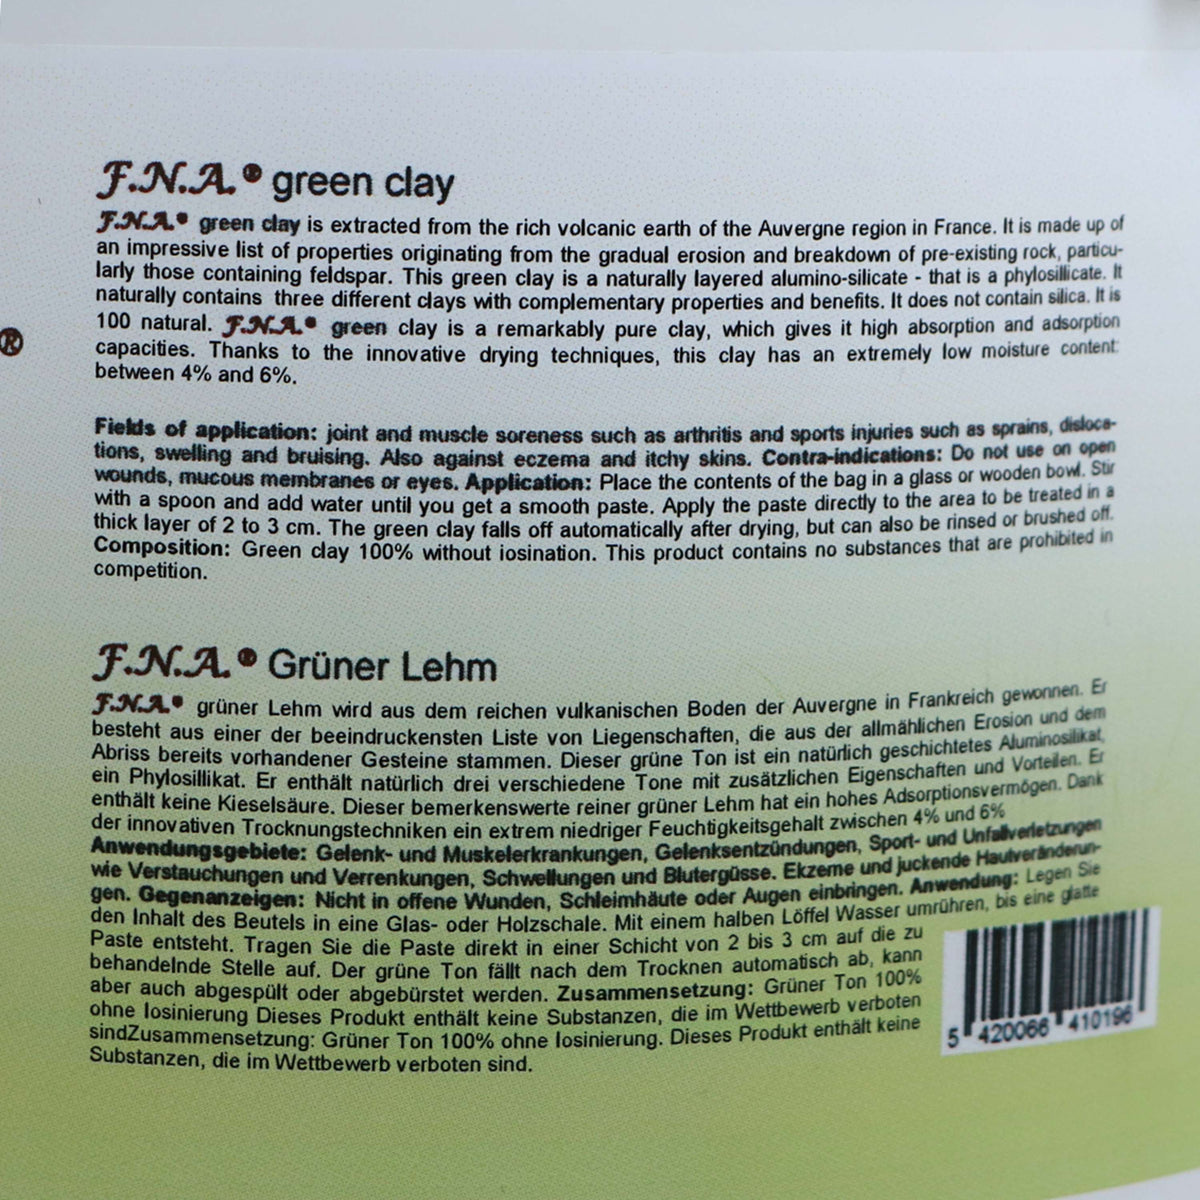 F.N.A.® green clay
F.N.A.® green clay is extracted from the rich volcanic earth of the Auvergne region in France. It is made up of
an impressive list of properties originating from the gradual erosion and breakdown of pre-existing rock, particu-
larly those containing feldspar. This green clay is a naturally layered alumino-silicate - that is a phylosillicate. It
naturally contains three different clays with complementary properties and benefits. It does not contain silica. It is
100 natural. F.N.A.® green clay is a remarkably pure clay, which gives it high absorption and adsorption
®
capacities. Thanks to the innovative drying techniques, this clay has an extremely low moisture content:
between 4% and 6%.
Fields of application: joint and muscle soreness such as arthritis and sports injuries such as sprains, disloca-
tions, swelling and bruising. Also against eczema and itchy skins. Contra-indications: Do not use on open
wounds, mucous membranes or eyes. Application: Place the contents of the bag in a glass or wooden bowl. Stir
with a spoon and add water until you get a smooth paste. Apply the paste directly to the area to be treated in a
thick layer of 2 to 3 cm. The green clay falls off automatically after drying, but can also be rinsed or brushed off.
Composition: Green clay 100% without iosination. This product contains no substances that are prohibited in
competition.
F.N.A.® Grüner Lehm
F.N.A.® grüner Lehm wird aus dem reichen vulkanischen Boden der Auvergne in Frankreich gewonnen. Er
besteht aus einer der beeindruckensten Liste von Liegenschaften, die aus der allmählichen Erosion und dem
Abriss bereits vorhandener Gesteine stammen. Dieser grüne Ton ist ein natürlich geschichtetes Aluminosilikat,
ein Phylosillikat. Er enthält natürlich drei verschiedene Tone mit zusätzlichen Eigenschaften und Vorteilen. Er
enthält keine Kieselsäure. Dieser bemerkenswerte reiner grüner Lehm hat ein hohes Adsorptionsvermögen. Dank
der innovativen Trocknungstechniken ein extrem niedriger Feuchtigkeitsgehalt zwischen 4% und 6%
Anwendungsgebiete: Gelenk- und Muskelerkrankungen, Gelenksentzündungen, Sport- und Unfallverletzungen
wie Verstauchungen und Verrenkungen, Schwellungen und Blutergüsse. Ekzeme und juckende Hautveränderun-
gen. Gegenanzeigen: Nicht in offene Wunden, Schleimhäute oder Augen einbringen. Anwendung: Legen Sie
den Inhalt des Beutels in eine Glas- oder Holzschale. Mit einem halben Löffel Wasser umrühren, bis eine glatte
Paste entsteht. Tragen Sie die Paste direkt in einer Schicht von 2 bis 3 cm auf die zu
behandelnde Stelle auf. Der grüne Ton fällt nach dem Trocknen automatisch ab, kann
aber auch abgespült oder abgebürstet werden. Zusammensetzung: Grüner Ton 100%
ohne Iosinierung Dieses Produkt enthält keine Substanzen, die im Wettbewerb verboten
sindZusammensetzung: Grüner Ton 100% ohne Iosinierung. Dieses Produkt enthält keine
Substanzen, die im Wettbewerb verboten sind.
5 420066 410196